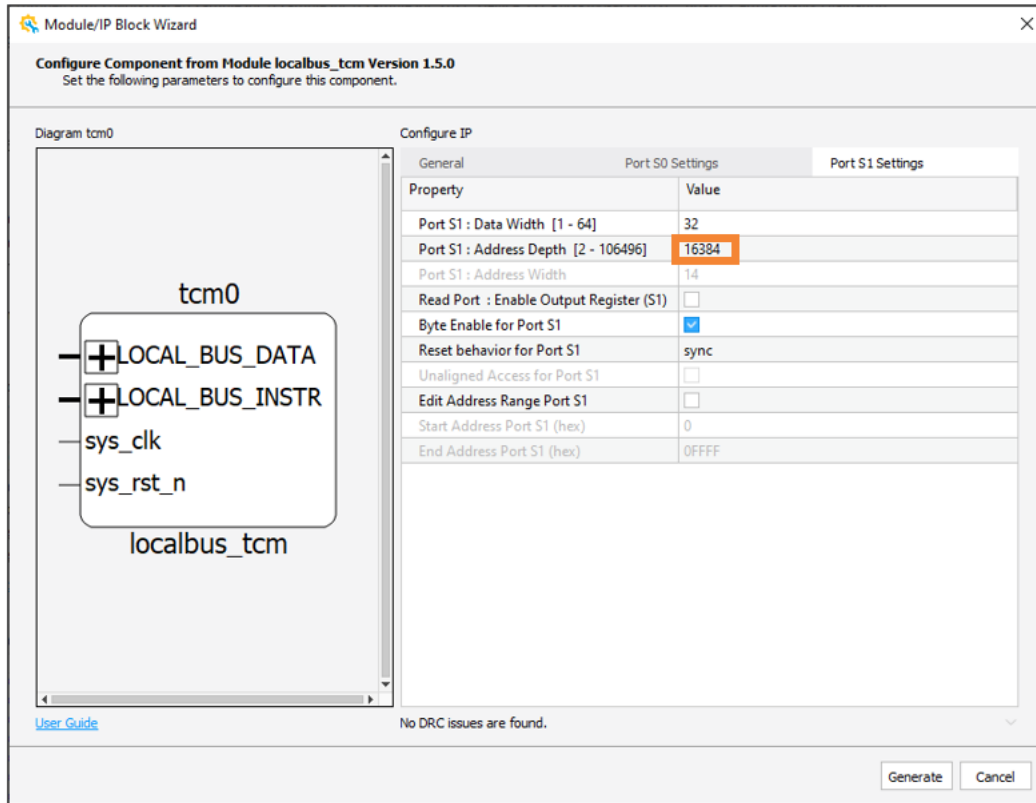 Module/IP Block Wizard
Configure Component from Module localbus_tcm Version 1.5.0
Set the following parameters to configure this component.
Diagram tcm0
tcm0
LOCAL_BUS_DATA
LOCAL_BUS_INSTR
sys_clk
sys_rst_n
localbus_tcm
User Guide
Configure IP
General Port S0 Settings Port S1 Settings
Property Value
Port S1 : Data Width [1 - 64] 32
Port S1 : Address Depth [2 - 106496] 16384
Port S1 : Address Width 14
Read Port : Enable Output Register (S1)
Byte Enable for Port S1
Reset behavior for Port S1 sync
Unaligned Access for Port S1
Edit Address Range Port S1
Start Address Port S1 (hex) 0
End Address Port S1 (hex) 0FFFF
No DRC issues are found.
Generate Cancel